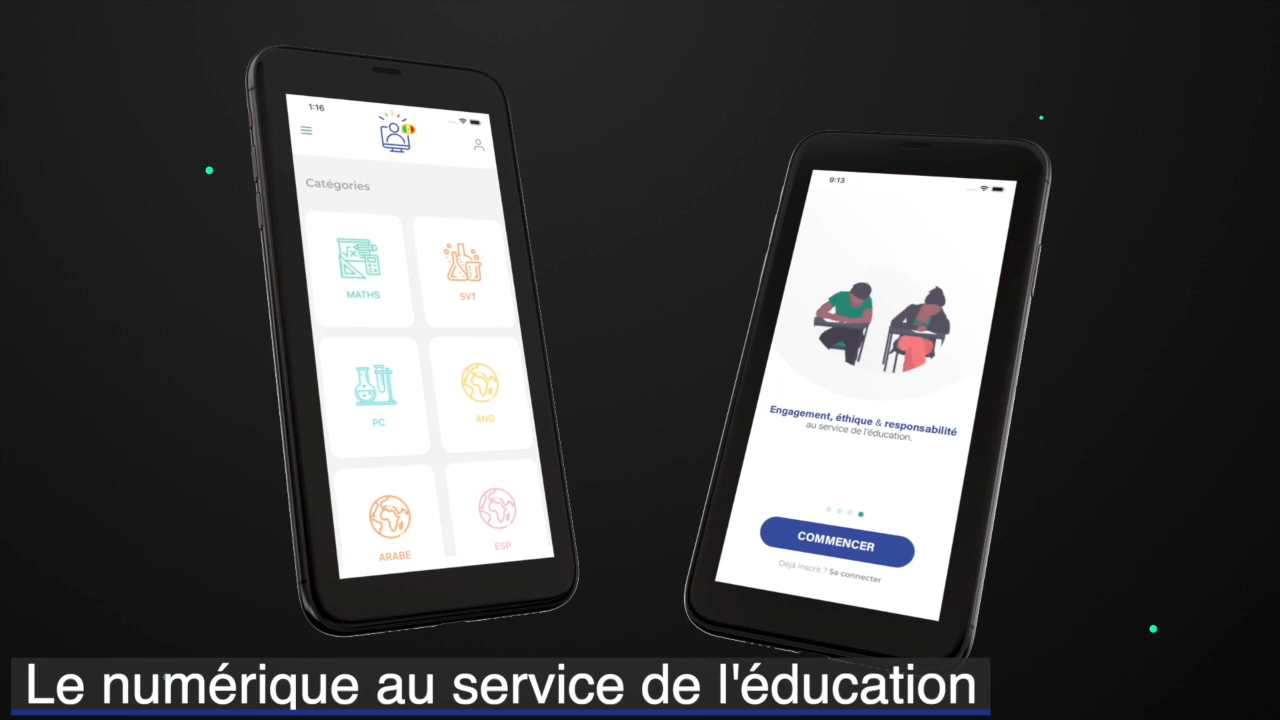 1:16
Catégories
MATHS
SVT
PC
ANG
ARABE
ESP
9:13
Engagement, éthique & responsabilité
au service de l'éducation.
COMMENCER
Déjà inscrit ? Se connecter
Le numérique au service de l'éducation